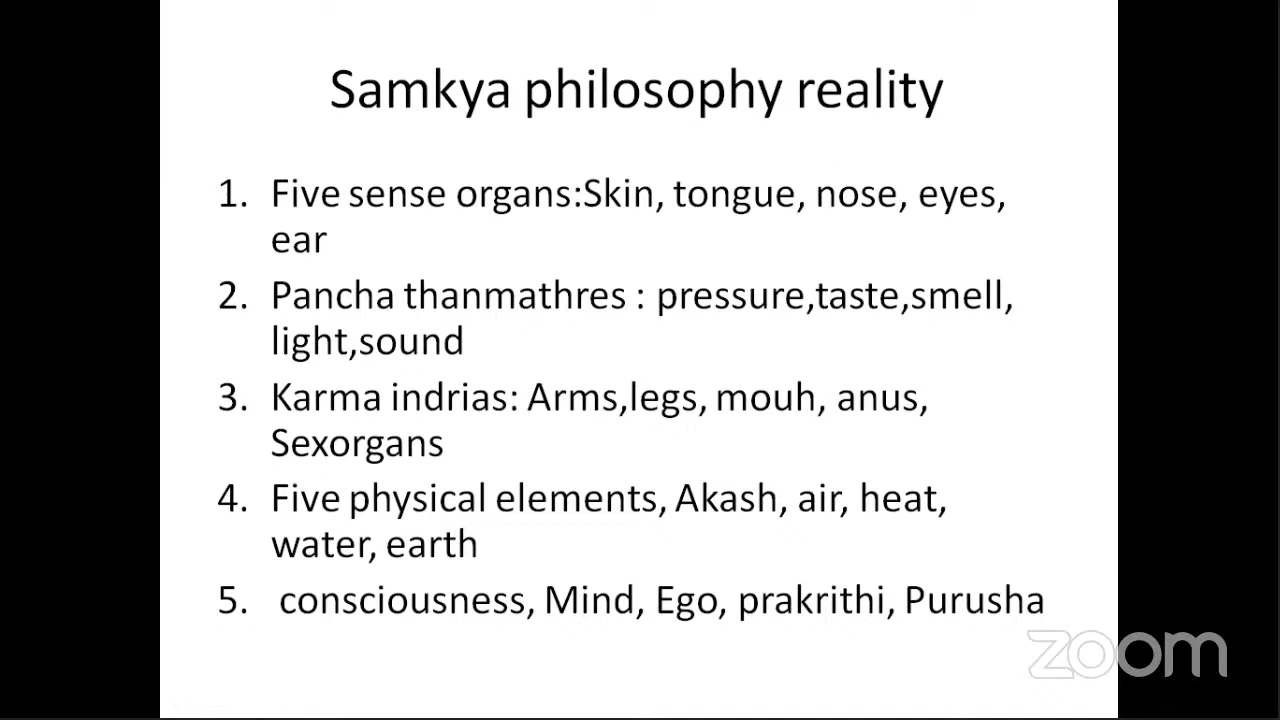 Samkya philosophy reality
1. Five sense organs:Skin, tongue, nose, eyes,
ear
2. Pancha thanmathres : pressure,taste,smell,
light,sound
3. Karma indrias: Arms,legs, mouh, anus,
Sexorgans
4. Five physical elements, Akash, air, heat,
water, earth
5. consciousness, Mind, Ego, prakrithi, Purusha
zoom